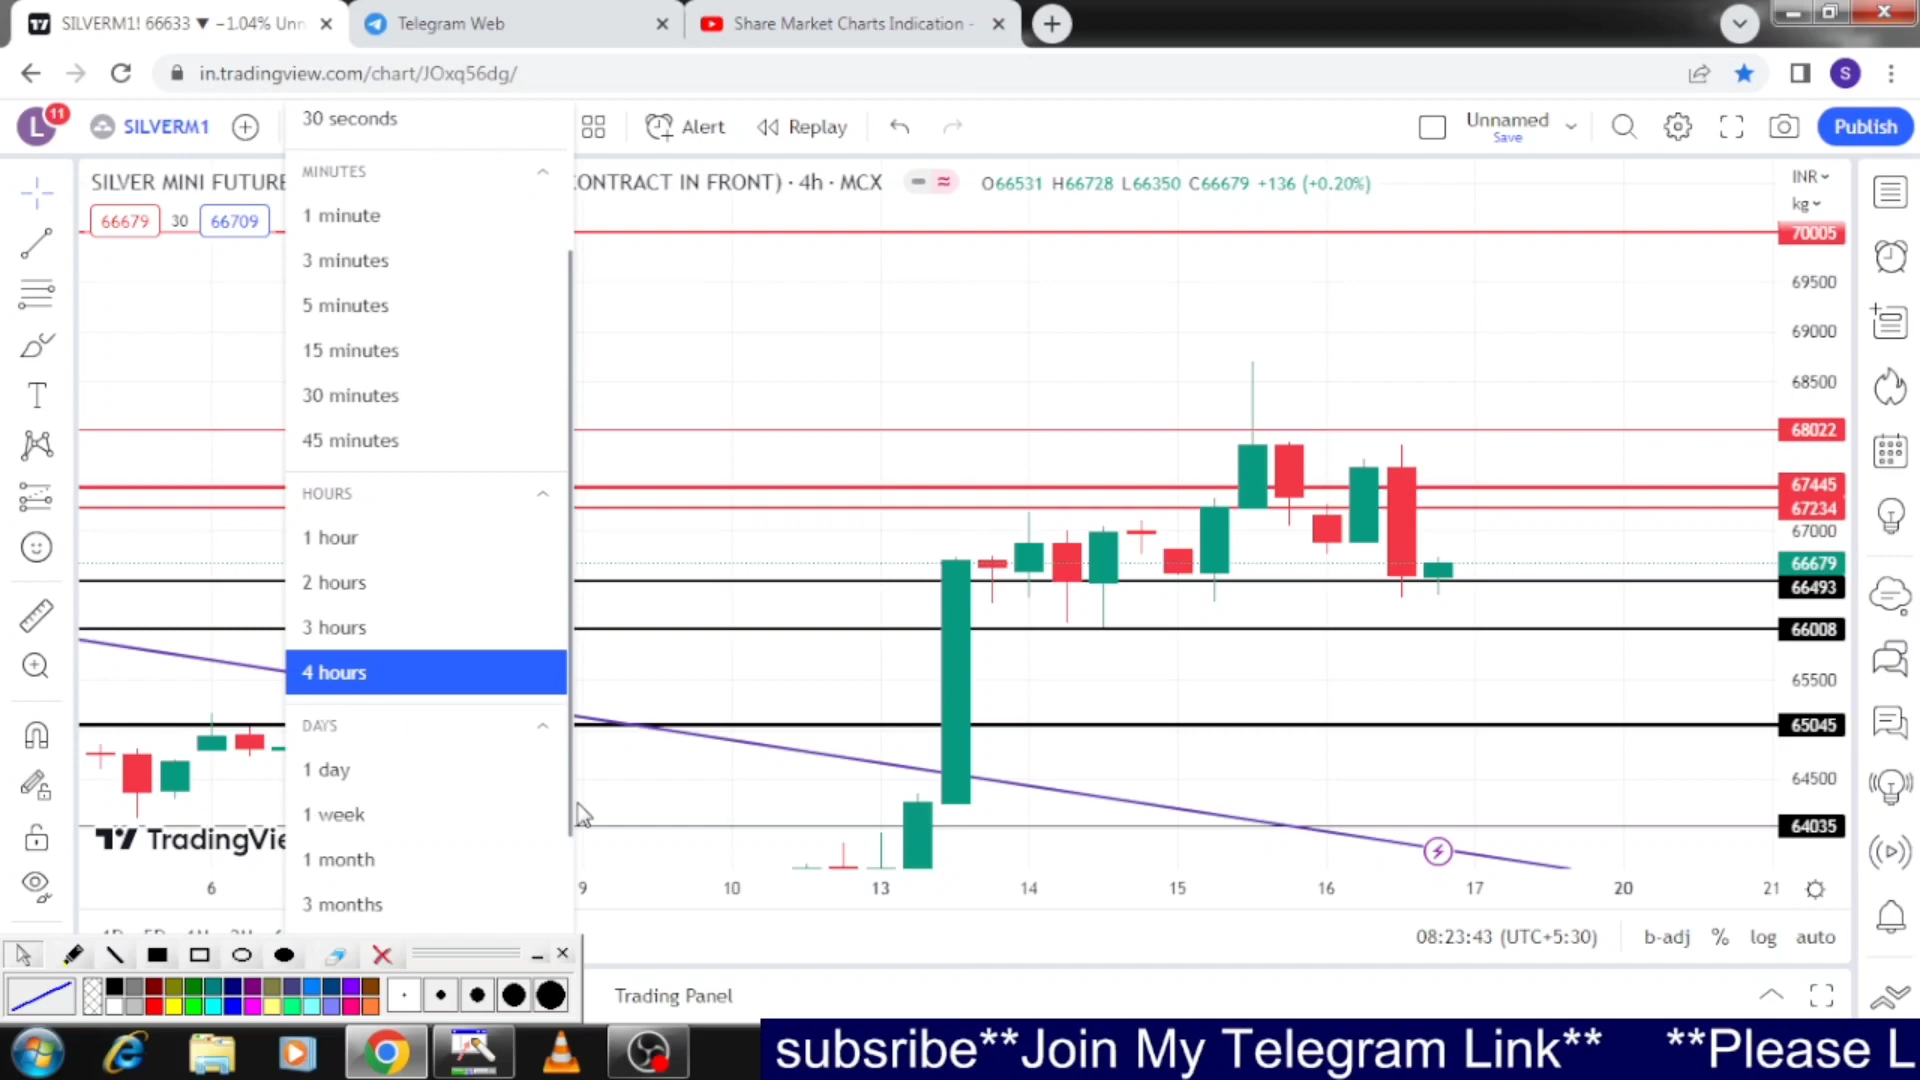 SILVERM1! 66633 ▼ −1.04% Unn
Telegram Web
Share Market Charts Indication -
in.tradingview.com/chart/JOxq56dg/
S
L
11
SILVERM1
30 seconds
Alert
Replay
Unnamed
Save
Publish
SILVER MINI FUTURE
ONTRACT IN FRONT) · 4h · MCX
O66531 H66728 L66350 C66679 +136 (+0.20%)
66679
30
66709
INR
kg
MINUTES
1 minute
3 minutes
5 minutes
15 minutes
30 minutes
45 minutes
HOURS
1 hour
2 hours
3 hours
4 hours
DAYS
1 day
1 week
1 month
3 months
70005
69500
69000
68500
68022
67445
67234
67000
66679
66493
66008
65500
65045
64500
64035
TradingVie
6
9
10
13
14
15
16
17
20
21
08:23:43 (UTC+5:30)
b-adj
%
log
auto
Trading Panel
subsribe**Join My Telegram Link**
**Please L